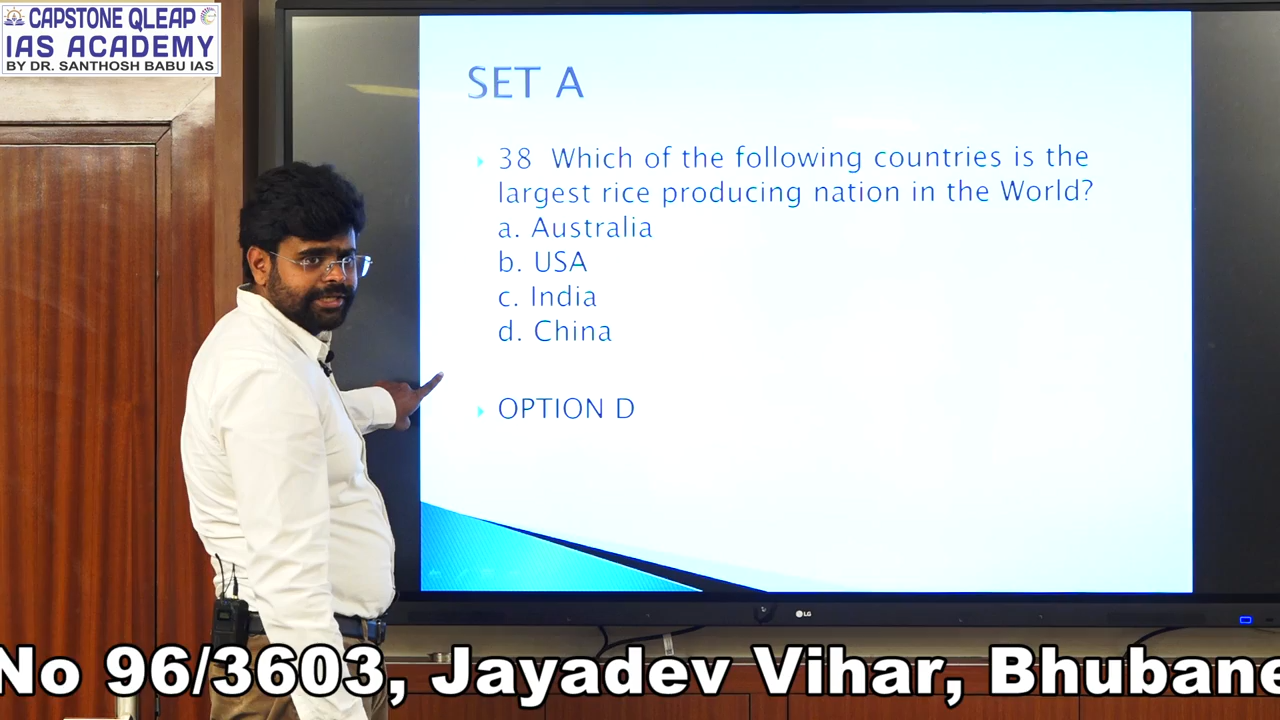 CAPSTONE QLEAP
IAS ACADEMY
BY DR. SANTHOSH BABU IAS
SET A
38 Which of the following countries is the
largest rice producing nation in the World?
a. Australia
b. USA
c. India
d. China
OPTION D
LG
No 96/3603, Jayadev Vihar, Bhubane